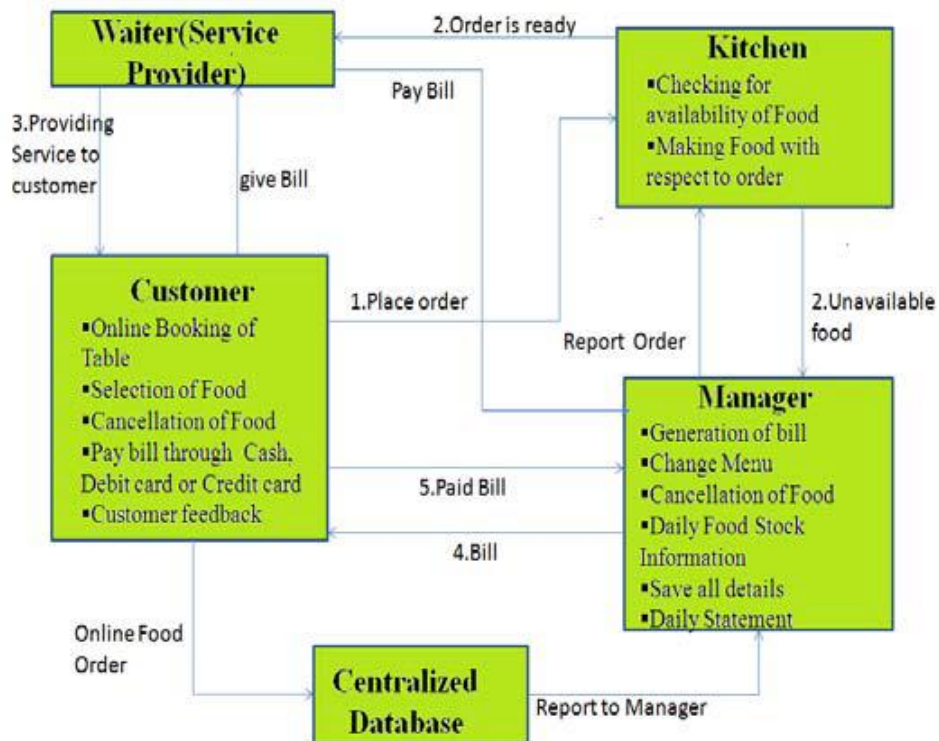 Waiter(Service
Provider)
2.Order is ready
Kitchen
▪Checking for
availability of Food
▪Making Food with
respect to order
Pay Bill
3.Providing
Service to
customer
give Bill
Customer
▪Online Booking of
Table
▪Selection of Food
▪Cancellation of Food
▪Pay bill through Cash,
Debit card or Credit card
▪Customer feedback
1.Place order
Report Order
2.Unavailable
food
Manager
▪Generation of bill
▪Change Menu
▪Cancellation of Food
▪Daily Food Stock
Information
▪Save all details
▪Daily Statement
5.Paid Bill
4.Bill
Online Food
Order
Centralized
Database
Report to Manager